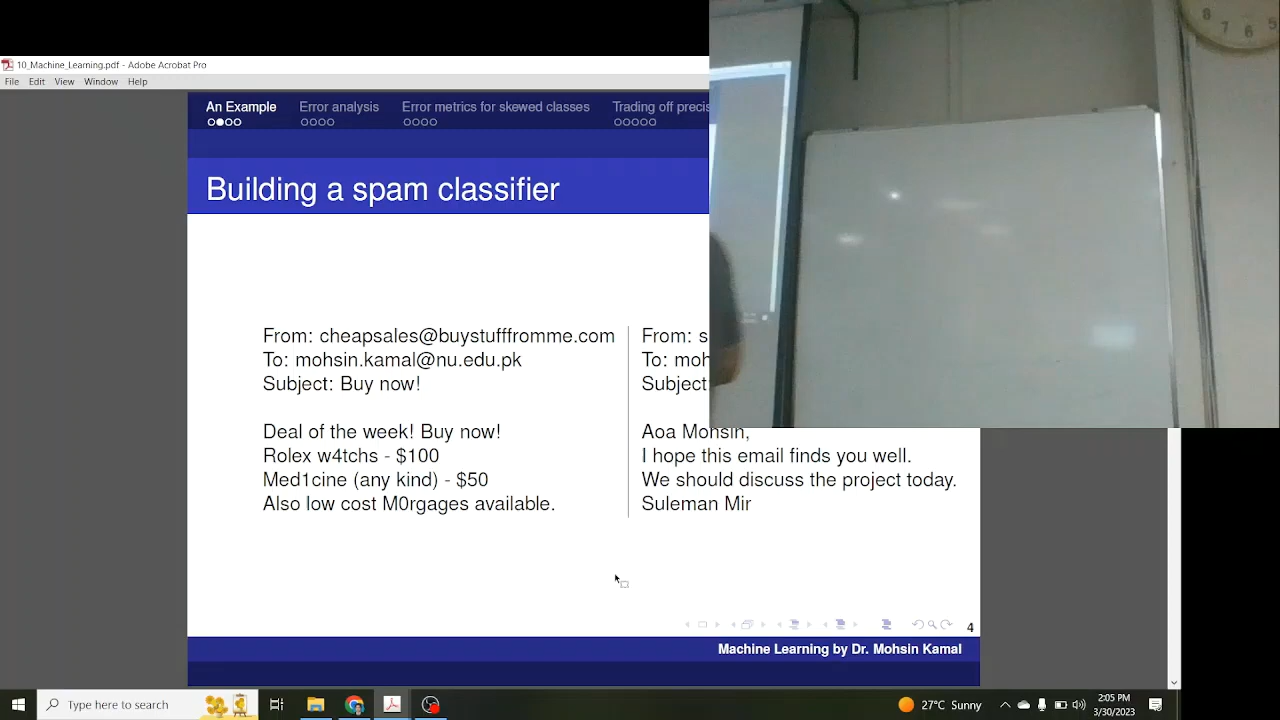 10_Machine_Learning.pdf - Adobe Acrobat Pro
File Edit View Window Help
An Example Error analysis Error metrics for skewed classes Trading off precis
Building a spam classifier
From: cheapsales@buystufffromme.com
To: mohsin.kamal@nu.edu.pk
Subject: Buy now!
Deal of the week! Buy now!
Rolex w4tchs - $100
Med1cine (any kind) - $50
Also low cost M0rgages available.
From: s
To: moh
Subject
Aoa Mohsin,
I hope this email finds you well.
We should discuss the project today.
Suleman Mir
4
Machine Learning by Dr. Mohsin Kamal
8 7 6 5
Type here to search
27°C Sunny
2:05 PM
3/30/2023